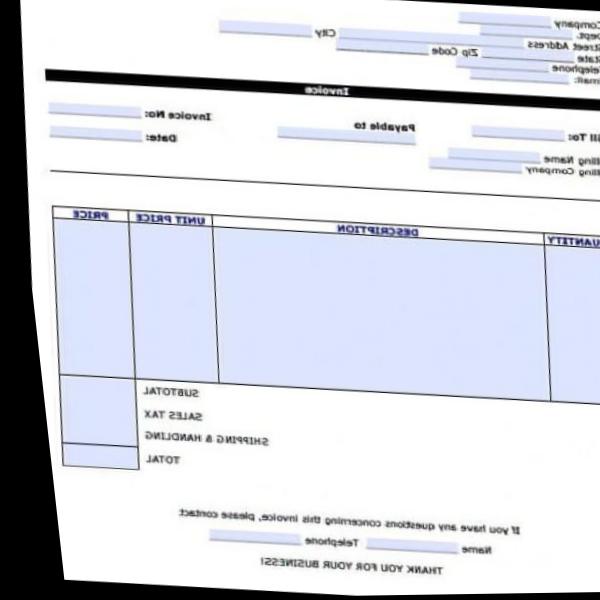 Company
Dept.
Street Address City
State Zip Code
Telephone
Email:
Invoice
Bill To: Payable to Invoice No:
Date:
Billing Name
Billing Company
QUANTITY DESCRIPTION UNIT PRICE PRICE
SUBTOTAL
SALES TAX
SHIPPING & HANDLING
TOTAL
If you have any questions concerning this invoice, please contact
Name Telephone
THANK YOU FOR YOUR BUSINESS!